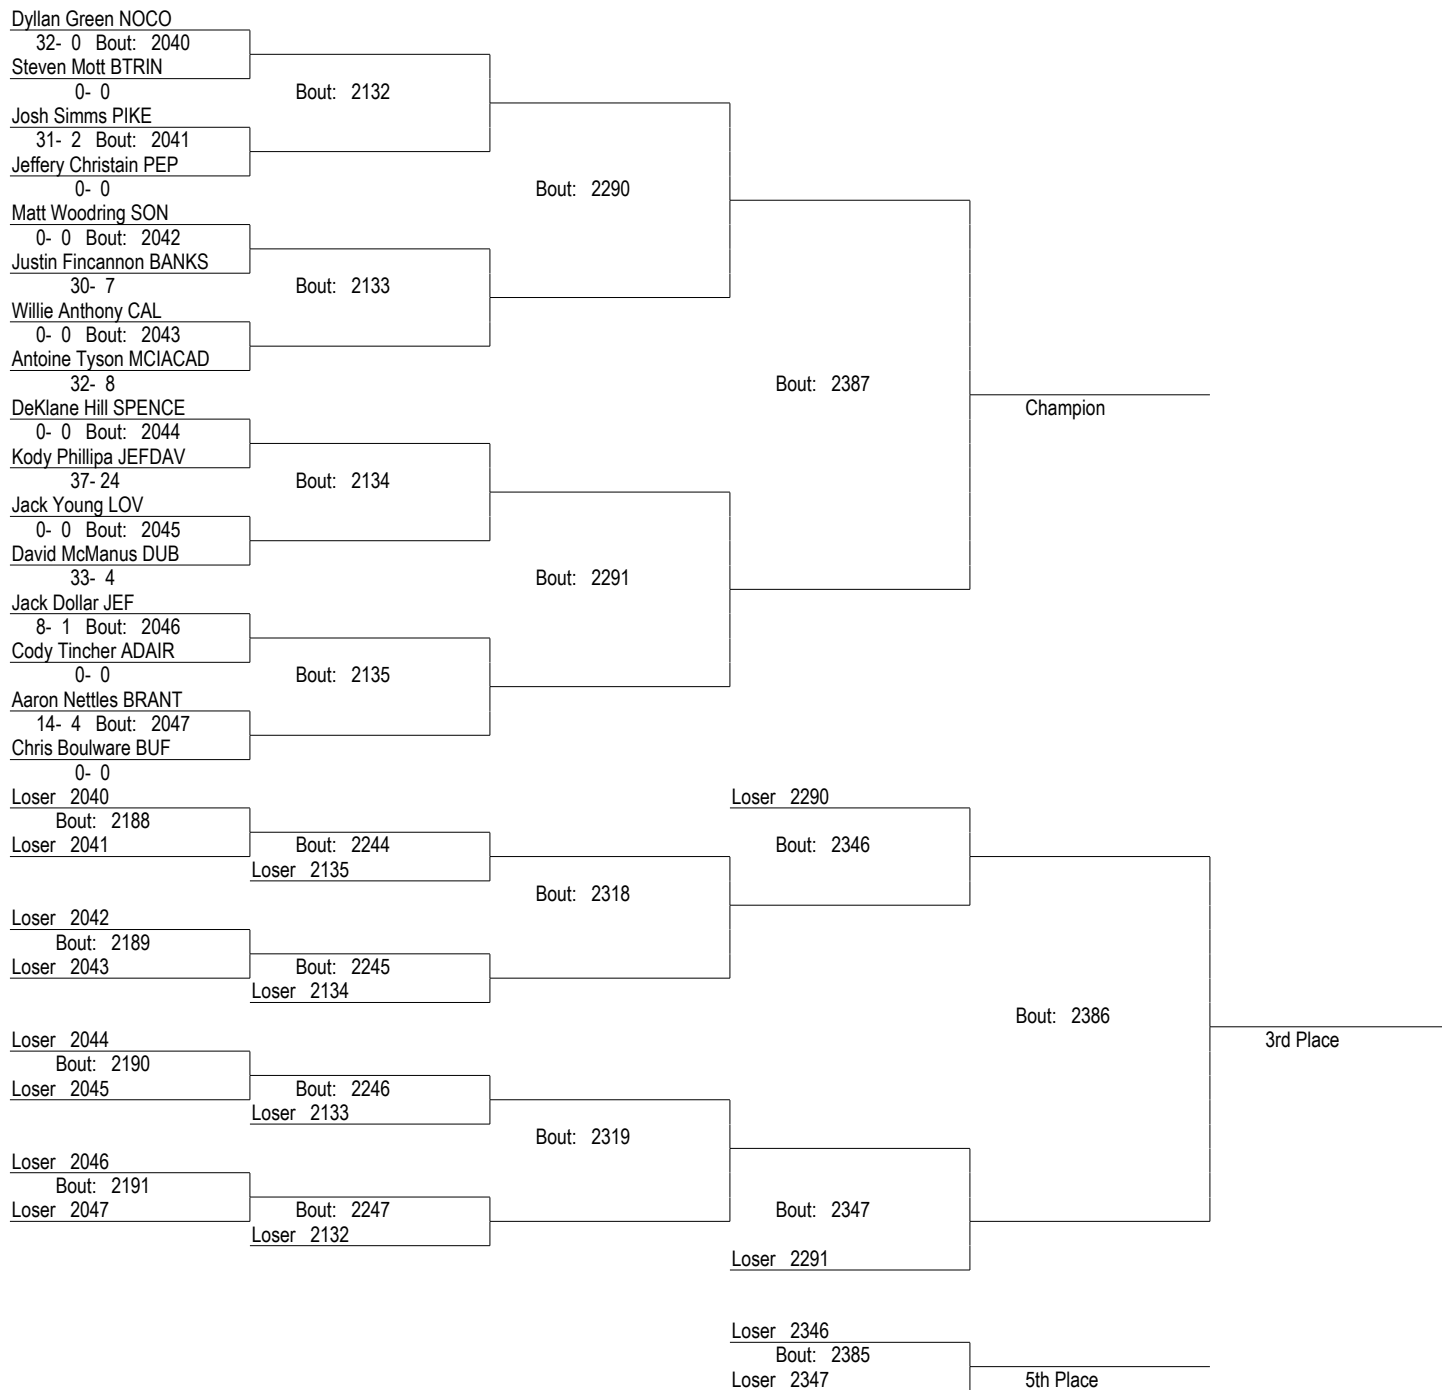 Dyllan Green NOCO
32- 0 Bout: 2040
Steven Mott BTRIN
0- 0
Bout: 2132
Josh Simms PIKE
31- 2 Bout: 2041
Jeffery Christain PEP
0- 0
Bout: 2290
Matt Woodring SON
0- 0 Bout: 2042
Justin Fincannon BANKS
30- 7
Bout: 2133
Willie Anthony CAL
0- 0 Bout: 2043
Antoine Tyson MCIACAD
32- 8
Bout: 2387
DeKlane Hill SPENCE
Champion
0- 0 Bout: 2044
Kody Phillipa JEFDAV
37- 24
Bout: 2134
Jack Young LOV
0- 0 Bout: 2045
David McManus DUB
33- 4
Bout: 2291
Jack Dollar JEF
8- 1 Bout: 2046
Cody Tincher ADAIR
0- 0
Bout: 2135
Aaron Nettles BRANT
14- 4 Bout: 2047
Chris Boulware BUF
0- 0
Loser 2040
Loser 2290
Bout: 2188
Loser 2041
Bout: 2244
Bout: 2346
Loser 2135
Bout: 2318
Loser 2042
Bout: 2189
Loser 2043
Bout: 2245
Loser 2134
Bout: 2386
Loser 2044
3rd Place
Bout: 2190
Loser 2045
Bout: 2246
Loser 2133
Bout: 2319
Loser 2046
Bout: 2191
Loser 2047
Bout: 2247
Bout: 2347
Loser 2132
Loser 2291
Loser 2346
Bout: 2385
Loser 2347
5th Place